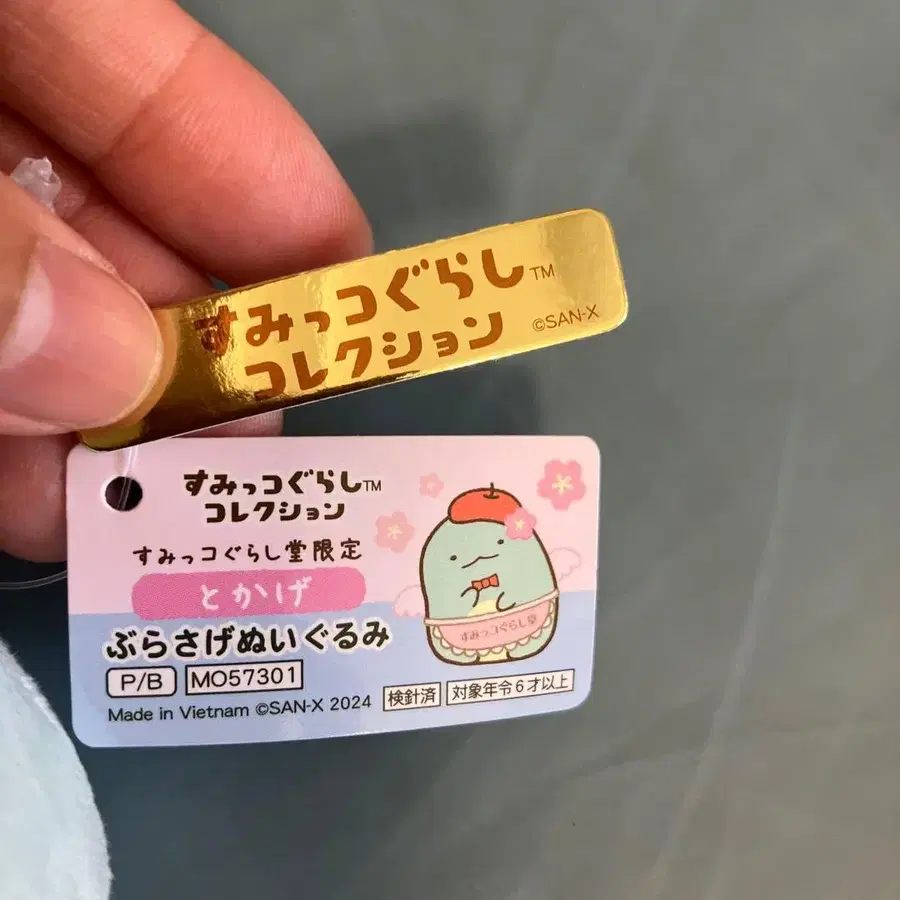 すみっコぐらし™
コレクション
©SAN-X
すみっコぐらし™
コレクション
すみっコぐらし堂限定
とかげ
ぶらさげぬいぐるみ
P/B MO57301
検針済 対象年令6才以上
Made in Vietnam ©SAN-X 2024
すみっコぐらし堂